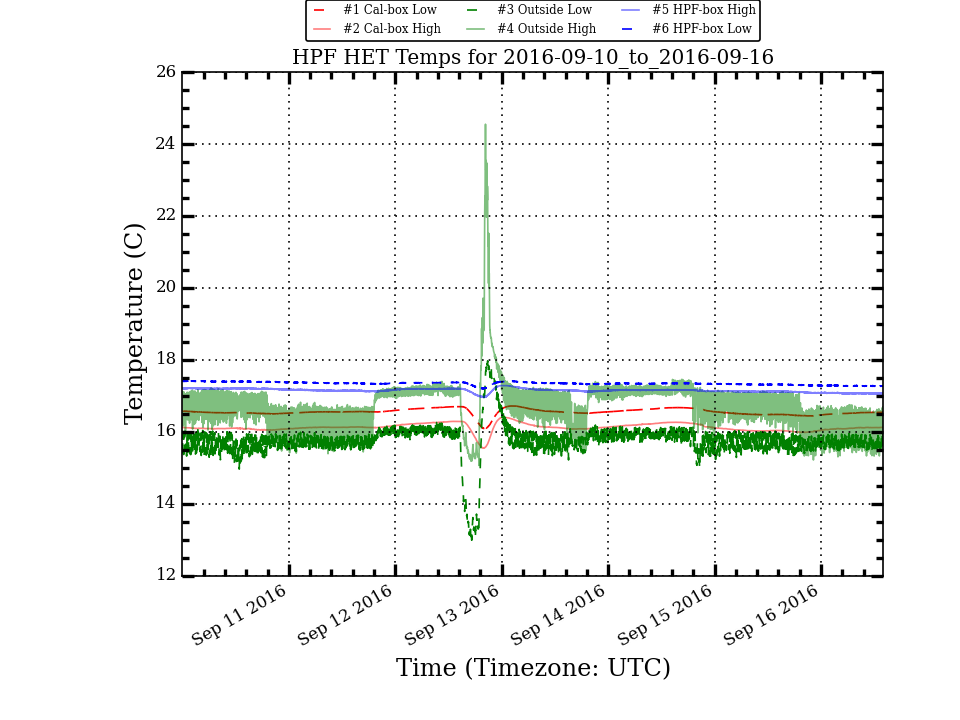 #1 Cal-box Low #3 Outside Low #5 HPF-box High
#2 Cal-box High #4 Outside High #6 HPF-box Low
HPF HET Temps for 2016-09-10_to_2016-09-16
26
24
22
20
18
16
14
12
Temperature (C)
Sep 11 2016 Sep 12 2016 Sep 13 2016 Sep 14 2016 Sep 15 2016 Sep 16 2016
Time (Timezone: UTC)